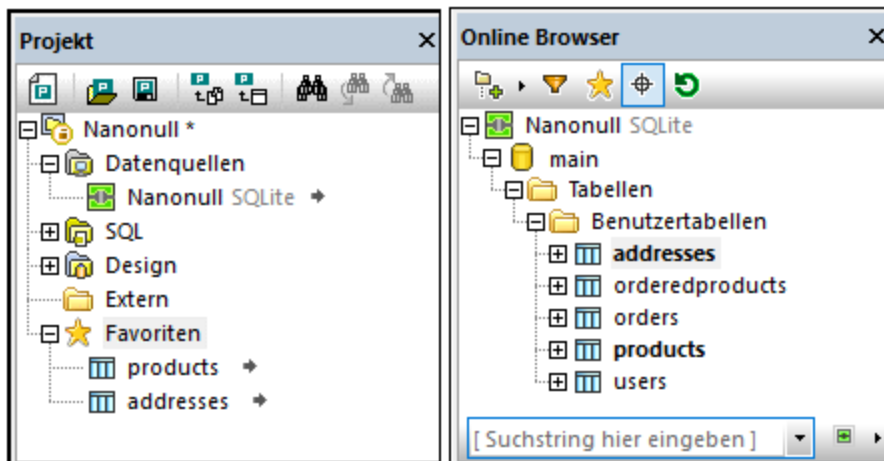 Projekt
Nanonull *
Datenquellen
Nanonull SQLite
SQL
Design
Extern
Favoriten
products
addresses
Online Browser
Nanonull SQLite
main
Tabellen
Benutzertabellen
addresses
orderedproducts
orders
products
users
[ Suchstring hier eingeben ]